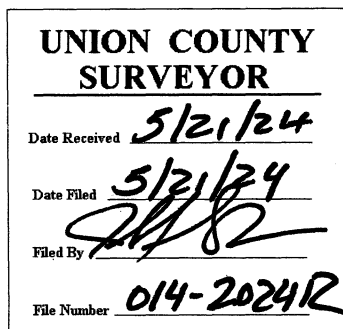 UNION COUNTY
SURVEYOR
Date Received 5/21/24
Date Filed 5/21/24
Filed By
File Number 014-2024R